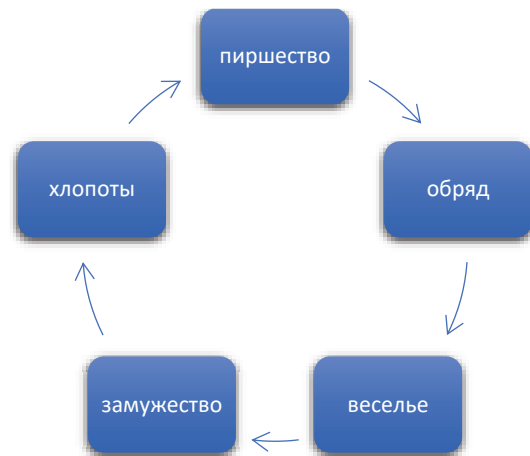 пиршество
обряд
веселье
замужество
хлопоты